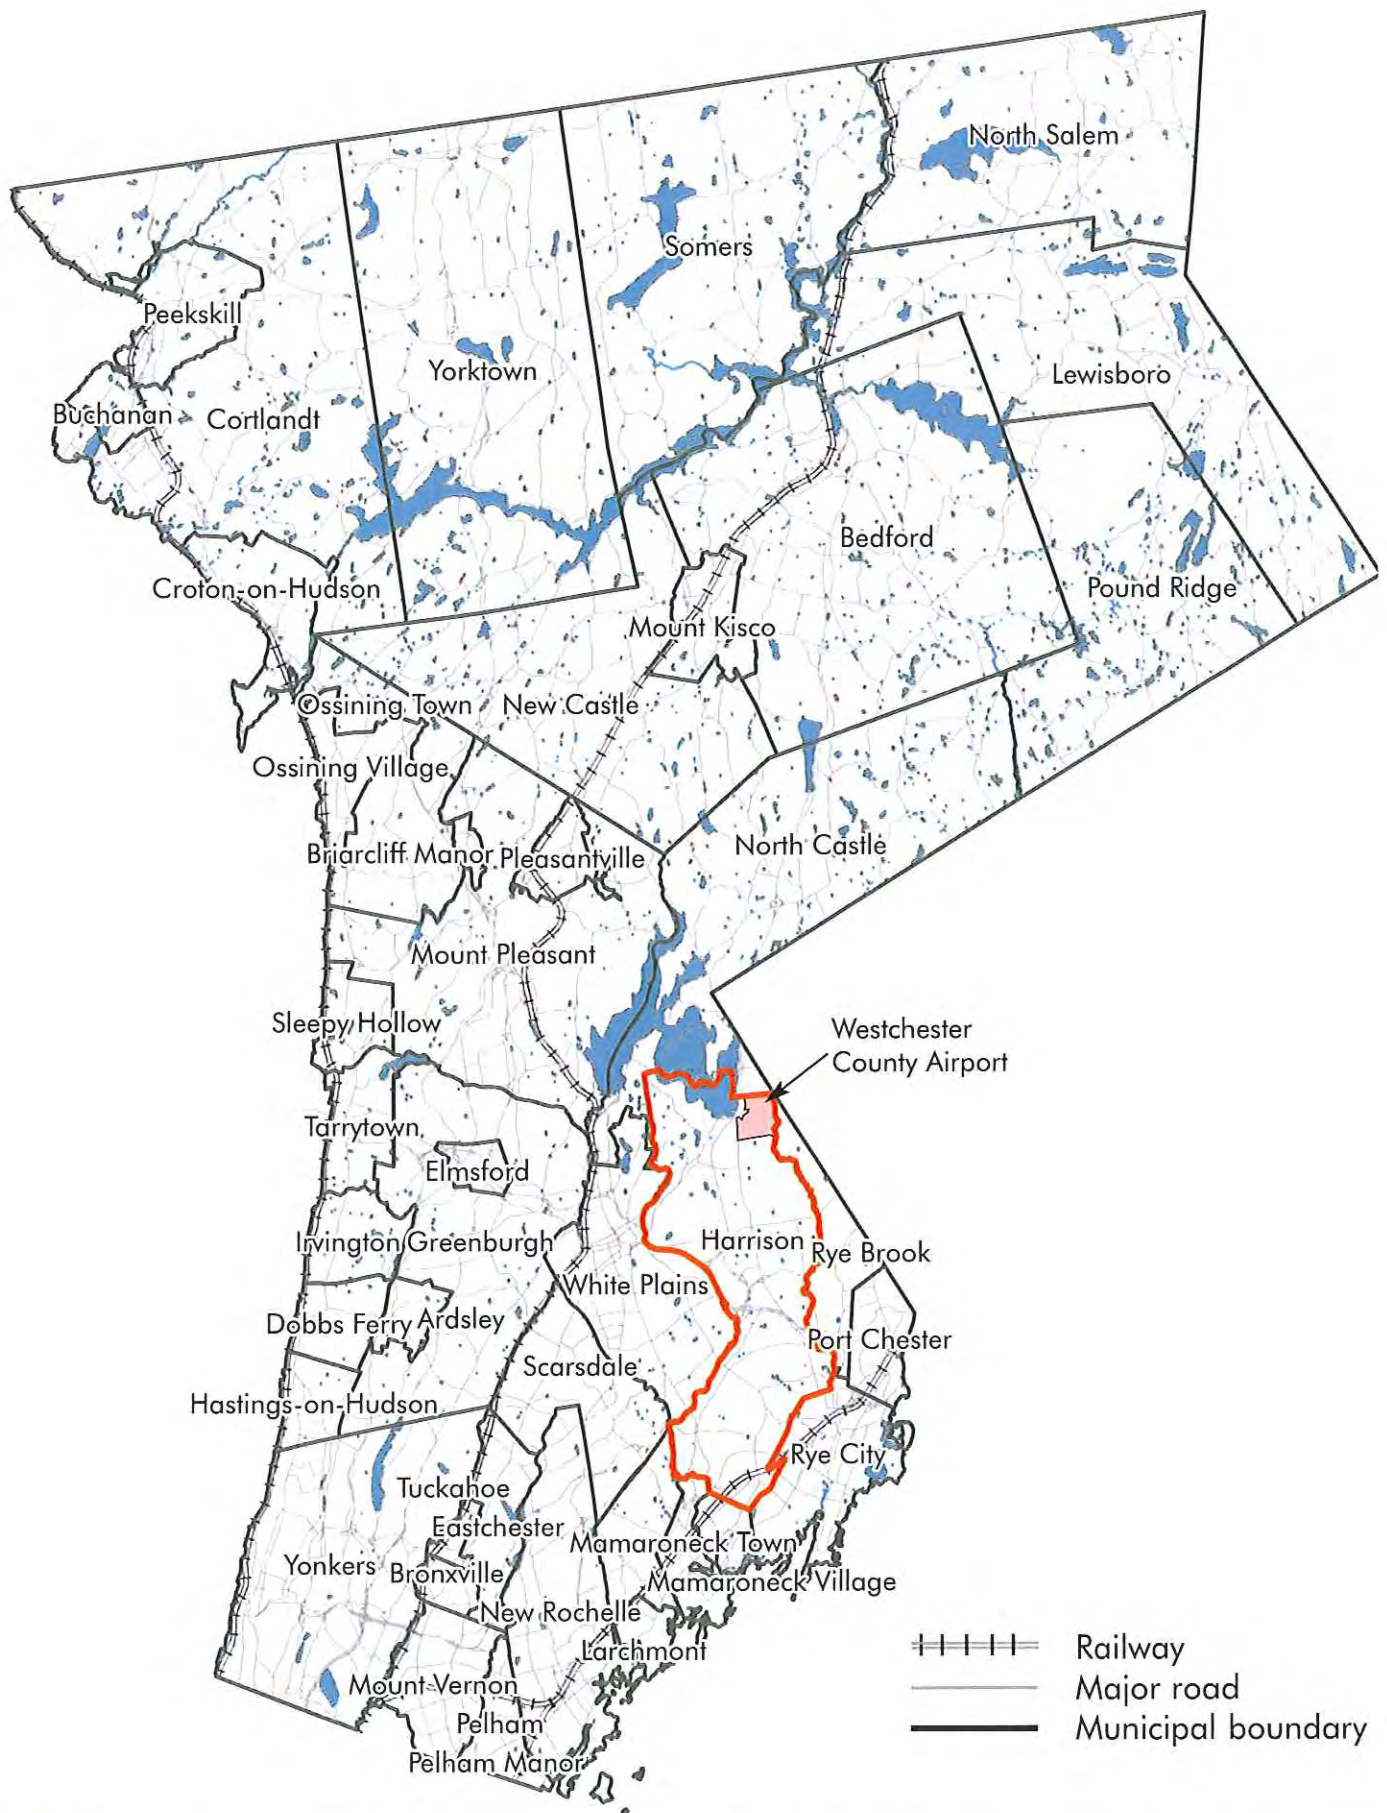 North Salem
Somers
Peekskill
Yorktown
Lewisboro
Buchanan
Cortlandt
Bedford
Croton-on-Hudson
Pound Ridge
Mount Kisco
Ossining Town
New Castle
Ossining Village
North Castle
Briarcliff Manor
Pleasantville
Mount Pleasant
Sleepy Hollow
Westchester
County Airport
Tarrytown
Elmsford
Irvington
Greenburgh
Harrison
Rye Brook
White Plains
Dobbs Ferry
Ardsley
Port Chester
Scarsdale
Hastings-on-Hudson
Rye City
Tuckahoe
Eastchester
Mamaroneck Town
Yonkers
Bronxville
Mamaroneck Village
New Rochelle
Larchmont
Mount Vernon
Pelham
Pelham Manor
Railway
Major road
Municipal boundary